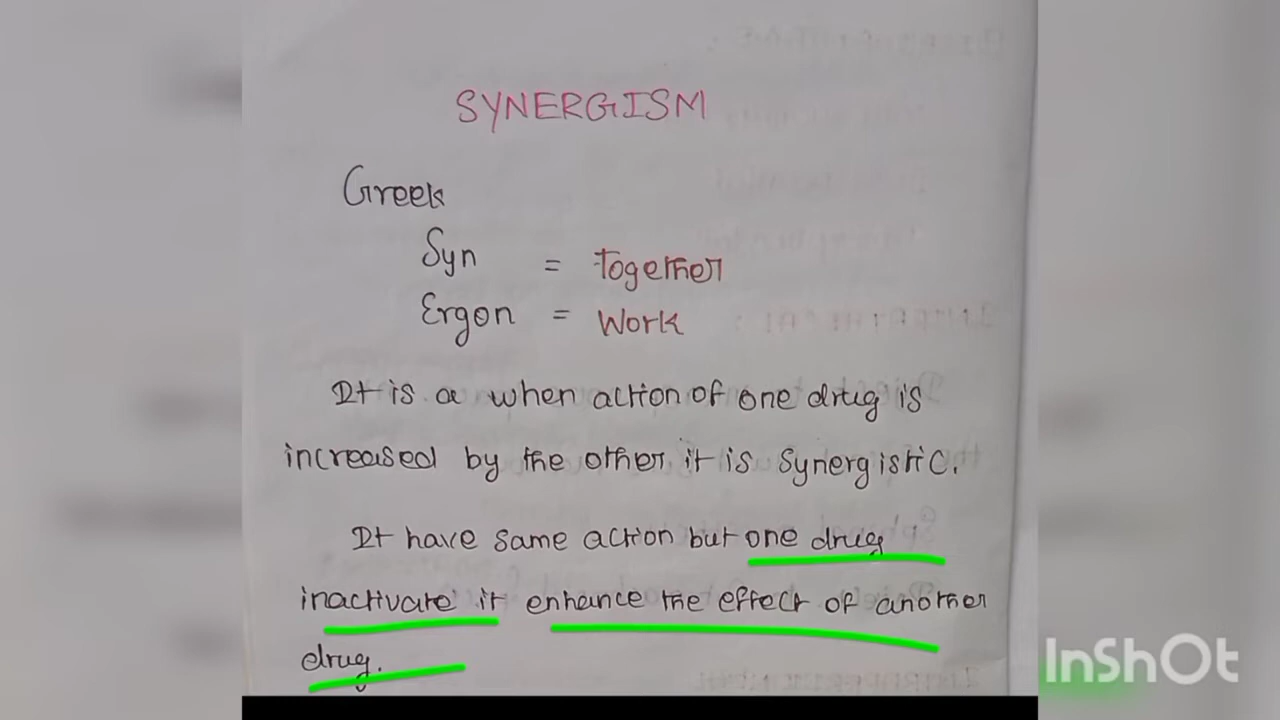 SYNERGISM
Greek
Syn = together
Ergon = Work
It is a when action of one drug is
increased by the other it is synergistic.
It have same action but one drug
inactivate it enhance the effect of another
drug.
InShOt